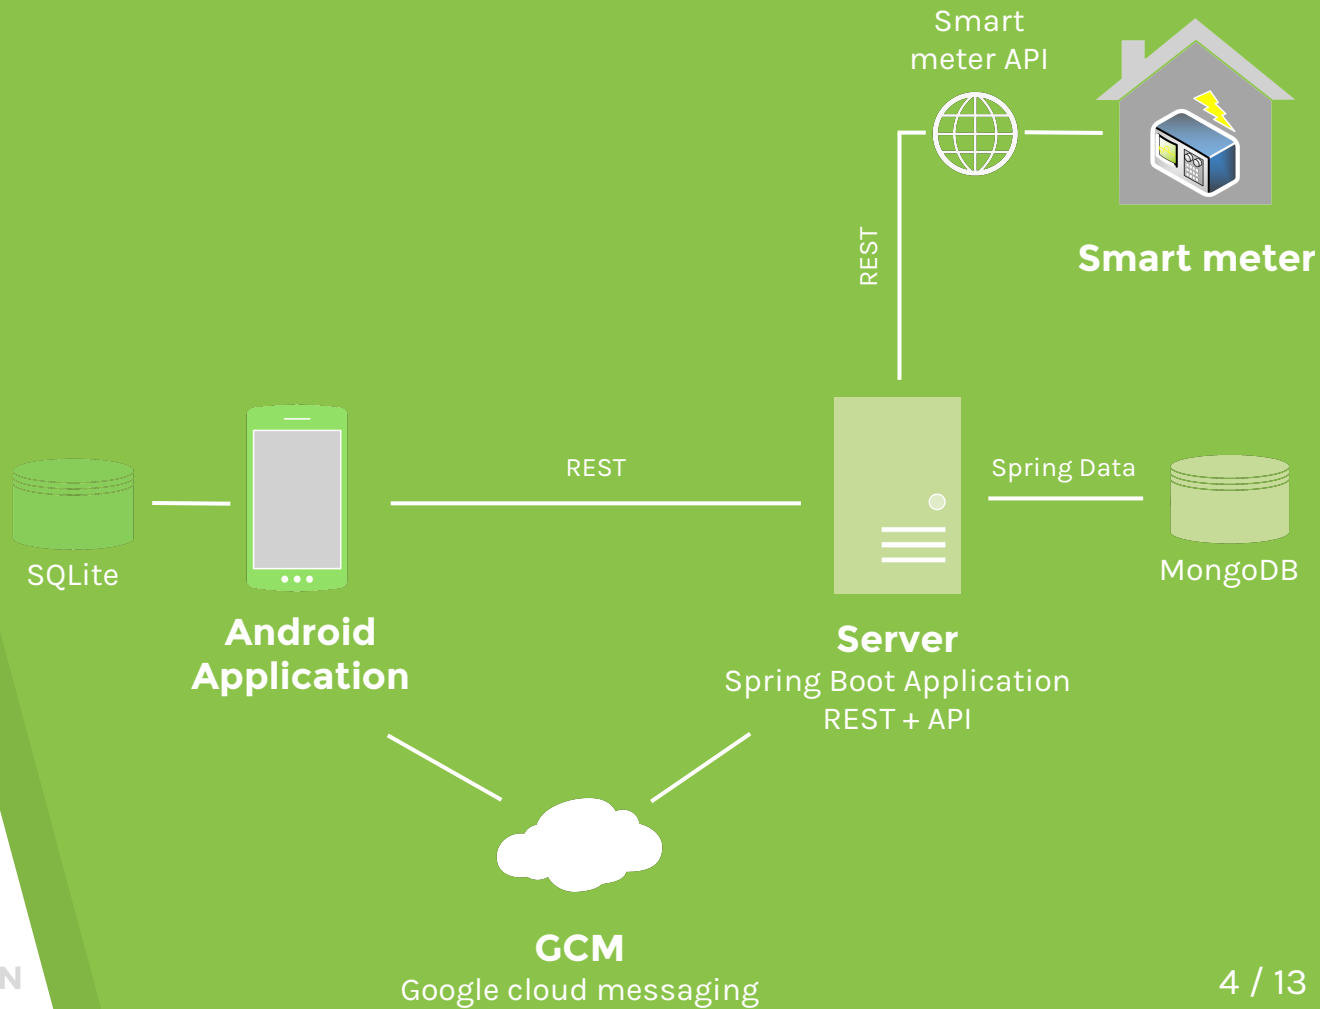 Smart
meter API
REST
Smart meter
REST
Spring Data
SQLite
MongoDB
Android
Application
Server
Spring Boot Application
REST + API
GCM
Google cloud messaging
N
4 / 13